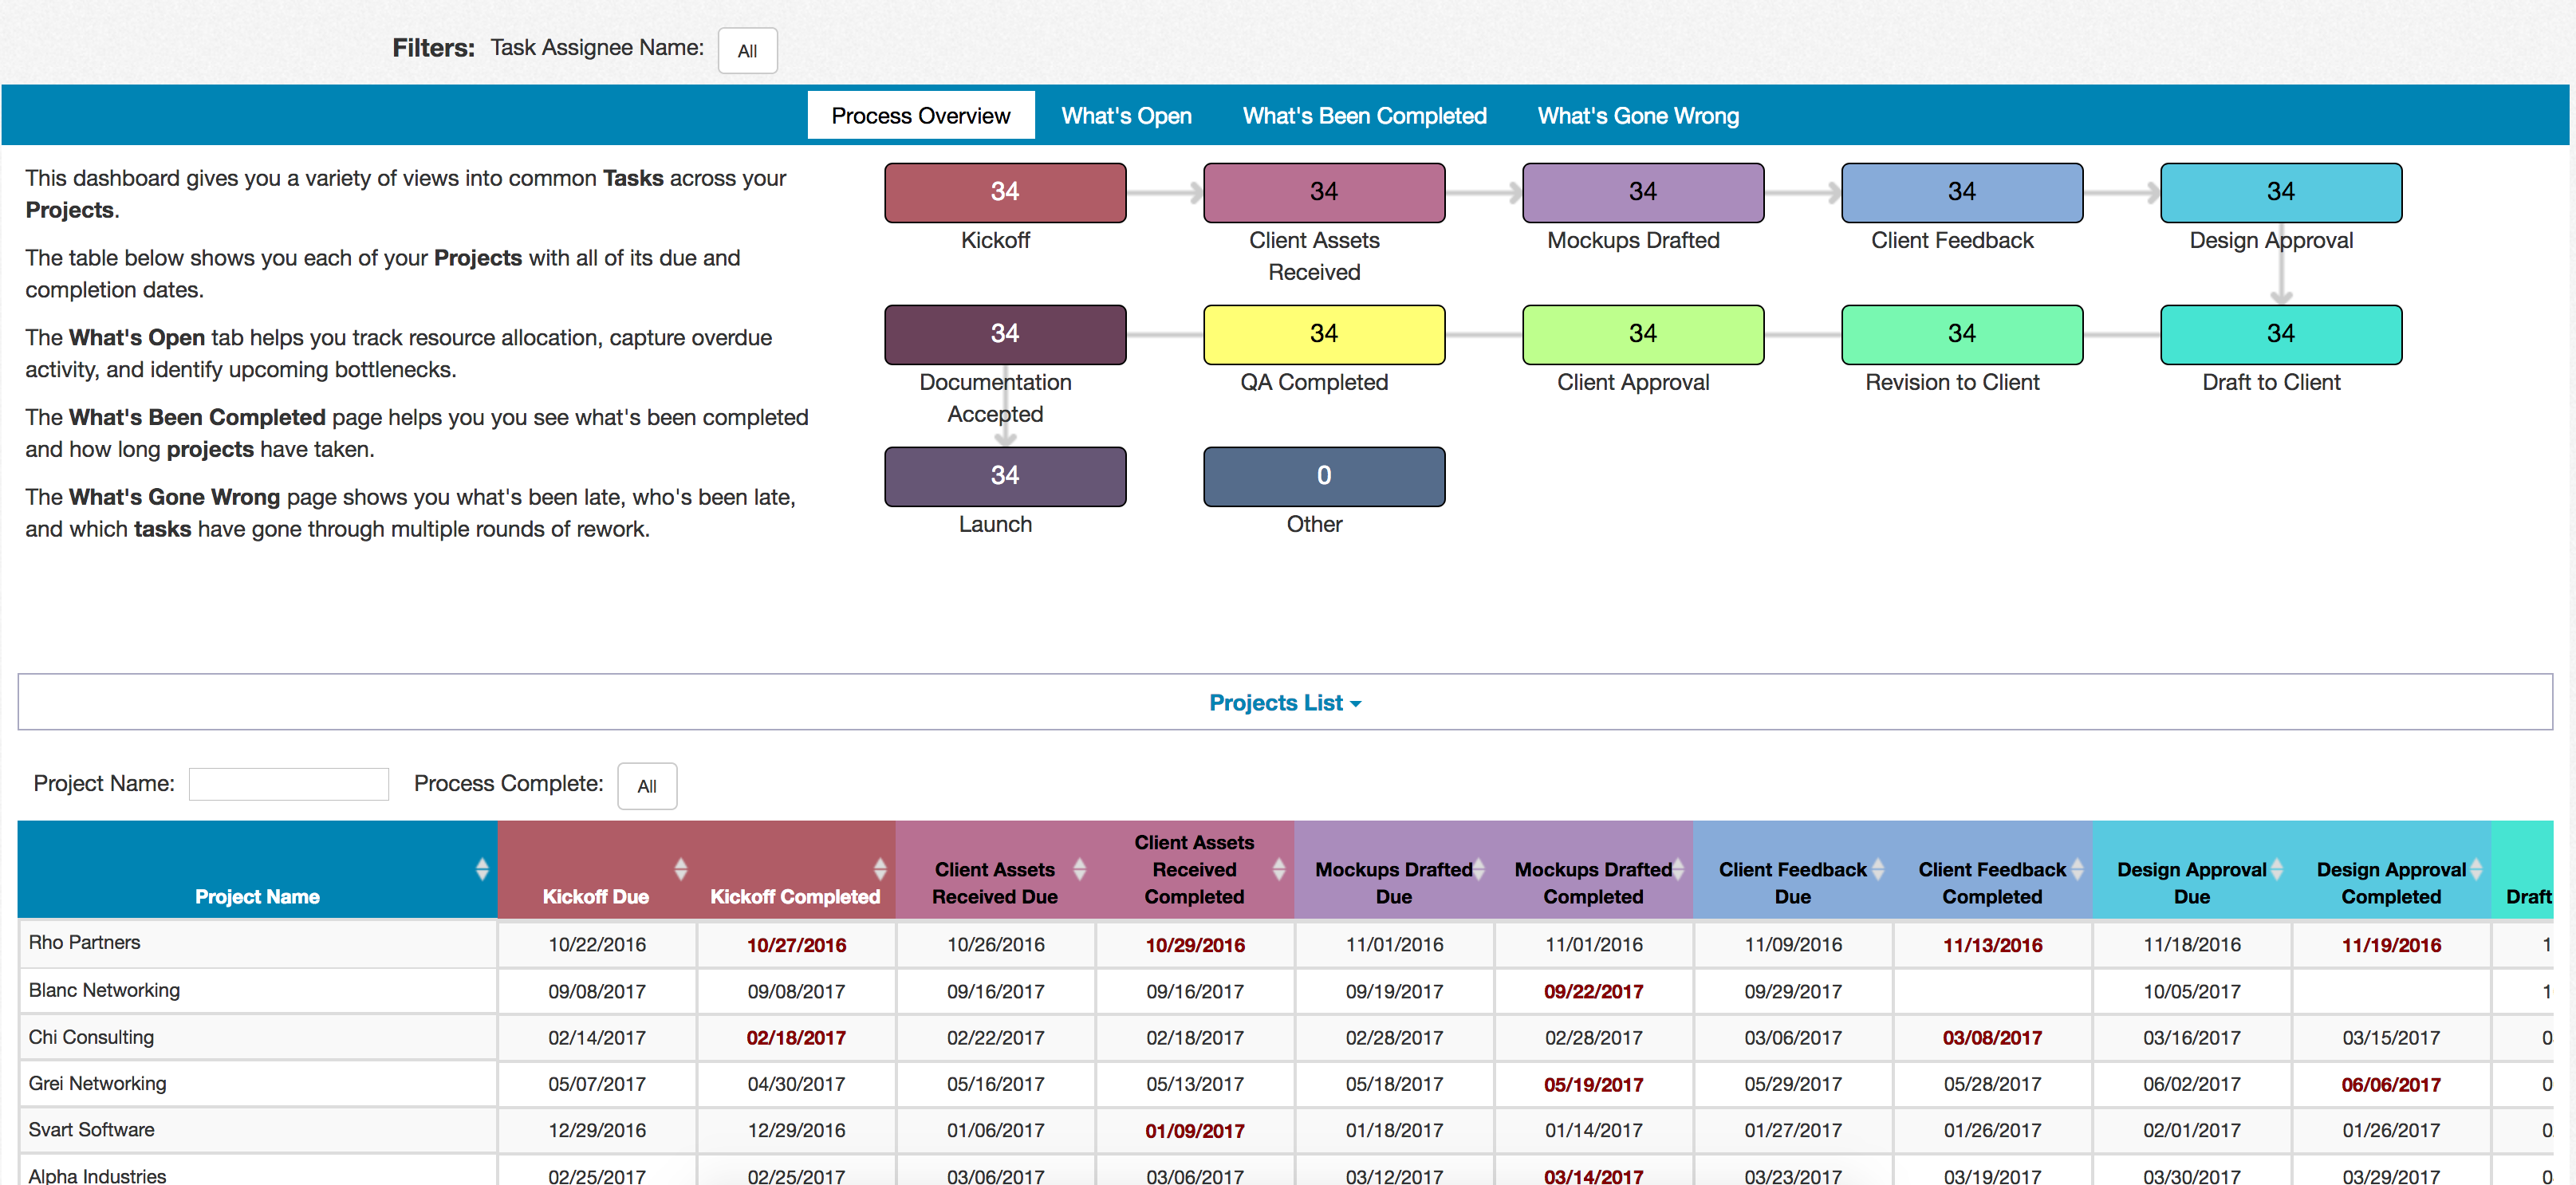 Filters: Task Assignee Name: All
Process Overview What's Open What's Been Completed What's Gone Wrong
This dashboard gives you a variety of views into common Tasks across your
Projects.
The table below shows you each of your Projects with all of its due and
completion dates.
The What's Open tab helps you track resource allocation, capture overdue
activity, and identify upcoming bottlenecks.
The What's Been Completed page helps you you see what's been completed
and how long projects have taken.
The What's Gone Wrong page shows you what's been late, who's been late,
and which tasks have gone through multiple rounds of rework.
34 34 34 34 34
Kickoff Client Assets Mockups Drafted Client Feedback Design Approval
Received
34 34 34 34 34
Documentation QA Completed Client Approval Revision to Client Draft to Client
Accepted
34 0
Launch Other
Projects List
Project Name: Process Complete: All
Project Name
Kickoff Due
Kickoff Completed
Client Assets
Received Due
Client Assets
Received
Completed
Mockups Drafted
Due
Mockups Drafted
Completed
Client Feedback
Due
Client Feedback
Completed
Design Approval
Due
Design Approval
Completed
Draft
Rho Partners 10/22/2016 10/27/2016 10/26/2016 10/29/2016 11/01/2016 11/01/2016 11/09/2016 11/13/2016 11/18/2016 11/19/2016 1
Blanc Networking 09/08/2017 09/08/2017 09/16/2017 09/16/2017 09/19/2017 09/22/2017 09/29/2017 10/05/2017 1
Chi Consulting 02/14/2017 02/18/2017 02/22/2017 02/18/2017 02/28/2017 02/28/2017 03/06/2017 03/08/2017 03/16/2017 03/15/2017 0
Grei Networking 05/07/2017 04/30/2017 05/16/2017 05/13/2017 05/18/2017 05/19/2017 05/29/2017 05/28/2017 06/02/2017 06/06/2017 0
Svart Software 12/29/2016 12/29/2016 01/06/2017 01/09/2017 01/18/2017 01/14/2017 01/27/2017 01/26/2017 02/01/2017 01/26/2017 0
Alpha Industries 02/25/2017 02/25/2017 03/06/2017 03/06/2017 03/12/2017 03/14/2017 03/23/2017 03/19/2017 03/30/2017 03/29/2017 0